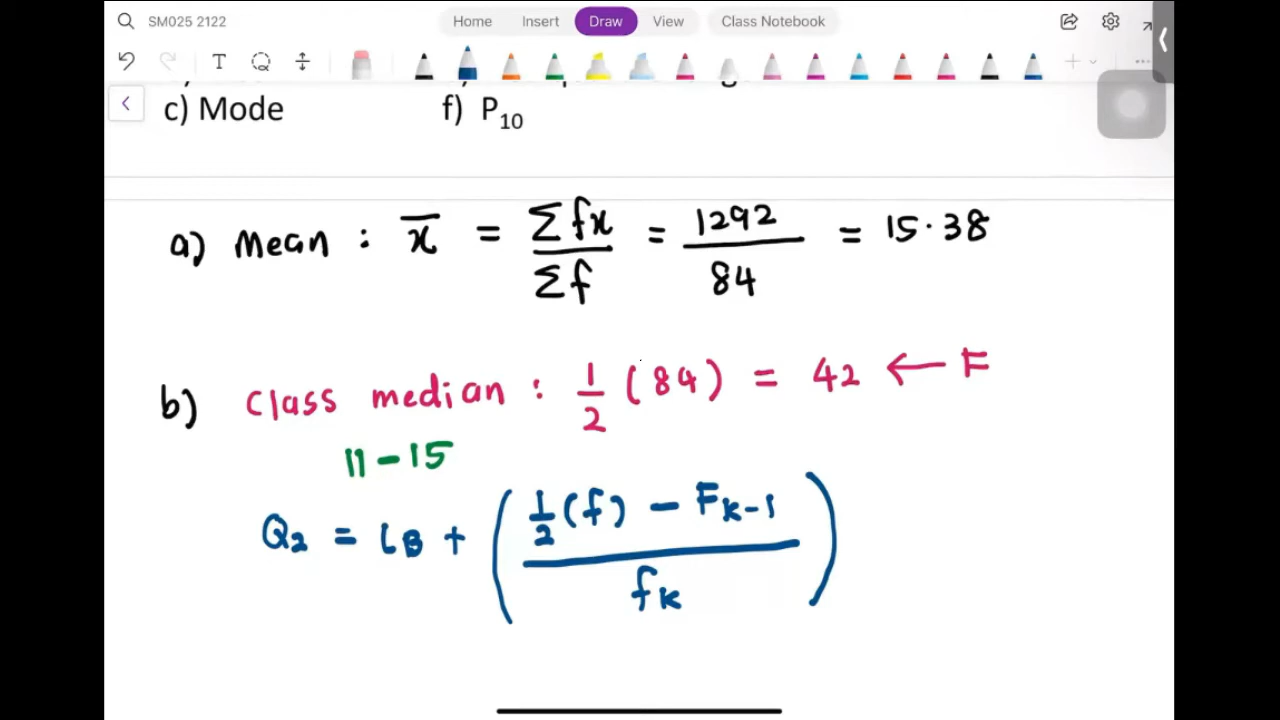 SM025 2122
Home Insert Draw View Class Notebook
T
c) Mode f) P₁₀
a) Mean : x̄ = Σfx / Σf = 1292 / 84 = 15.38
b) Class median : 1/2 (84) = 42 ← F
11 - 15
Q₂ = LB + ( (1/2 (f) - Fₖ₋₁) / fₖ )